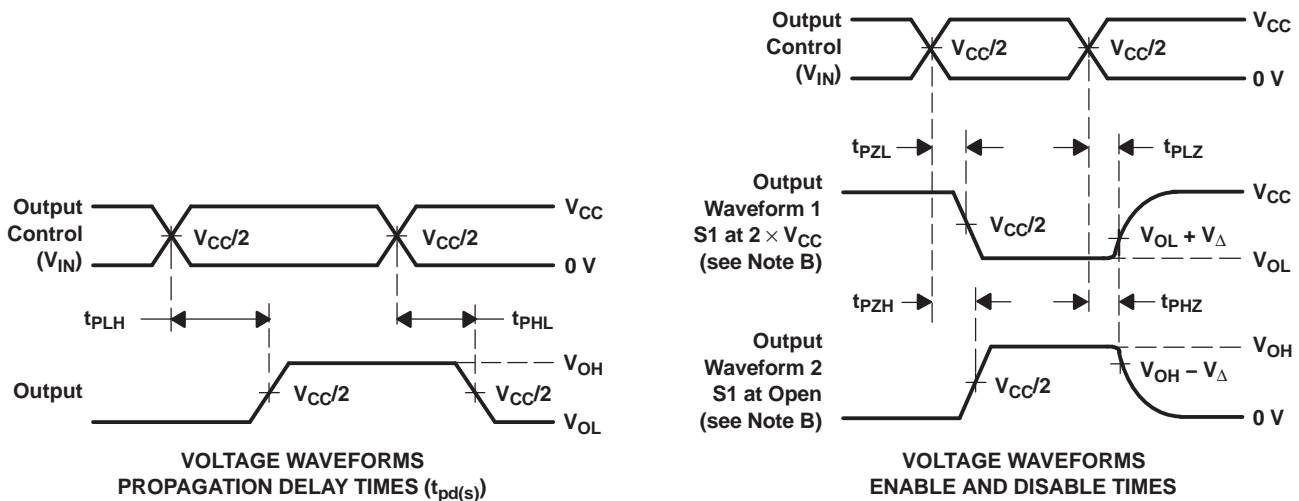 Output
Control
(VIN)
VCC/2
VCC/2
VCC
0 V
tPLH
tPHL
Output
VCC/2
VCC/2
VOH
VOL
VOLTAGE WAVEFORMS
PROPAGATION DELAY TIMES (tpd(s))
Output
Control
(VIN)
VCC/2
VCC/2
VCC
0 V
tPZL
tPLZ
Output
Waveform 1
S1 at 2 × VCC
(see Note B)
VCC/2
VCC
VOL + VΔ
VOL
tPZH
tPHZ
Output
Waveform 2
S1 at Open
(see Note B)
VCC/2
VOH
VOH − VΔ
0 V
VOLTAGE WAVEFORMS
ENABLE AND DISABLE TIMES